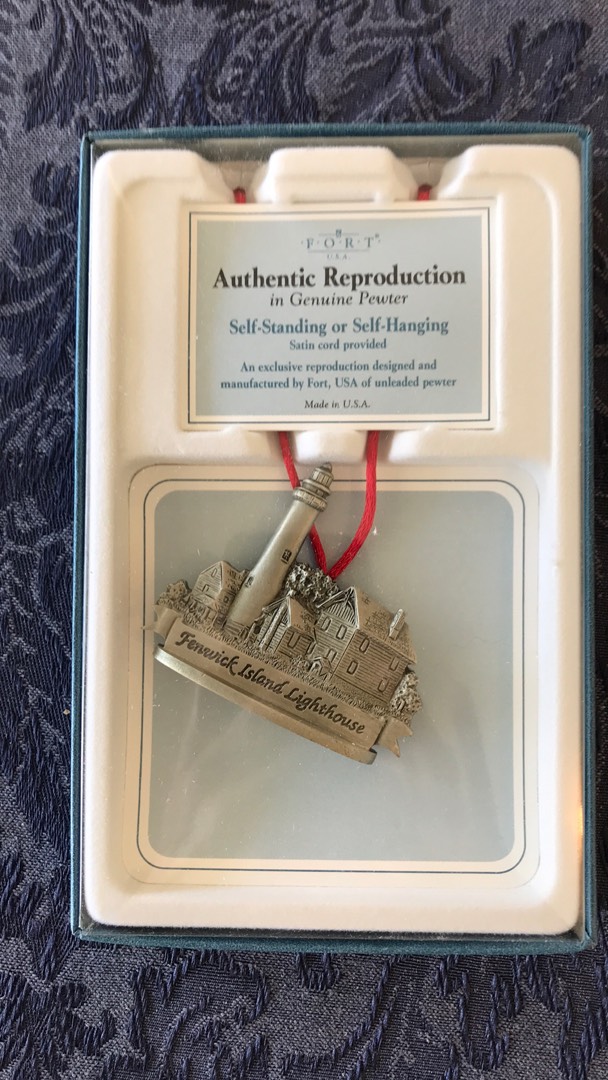 F·O·R·T®
U.S.A.
Authentic Reproduction
in Genuine Pewter
Self-Standing or Self-Hanging
Satin cord provided
An exclusive reproduction designed and
manufactured by Fort, USA of unleaded pewter
Made in U.S.A.
Fenwick Island Lighthouse